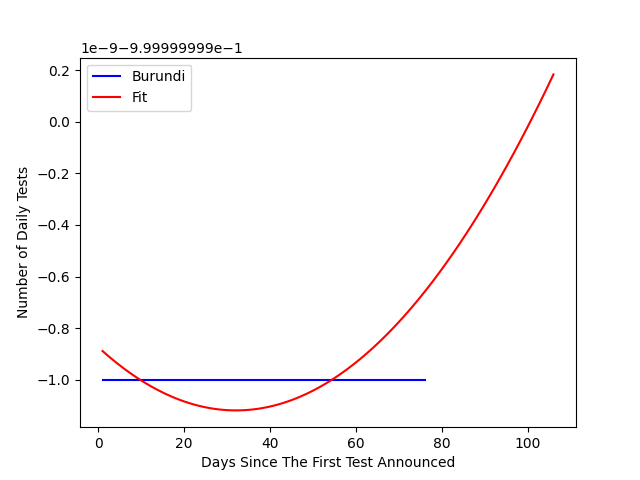 1e−9−9.99999999e−1
Burundi
Fit
0.2
0.0
−0.2
−0.4
−0.6
−0.8
−1.0
Number of Daily Tests
0 20 40 60 80 100
Days Since The First Test Announced